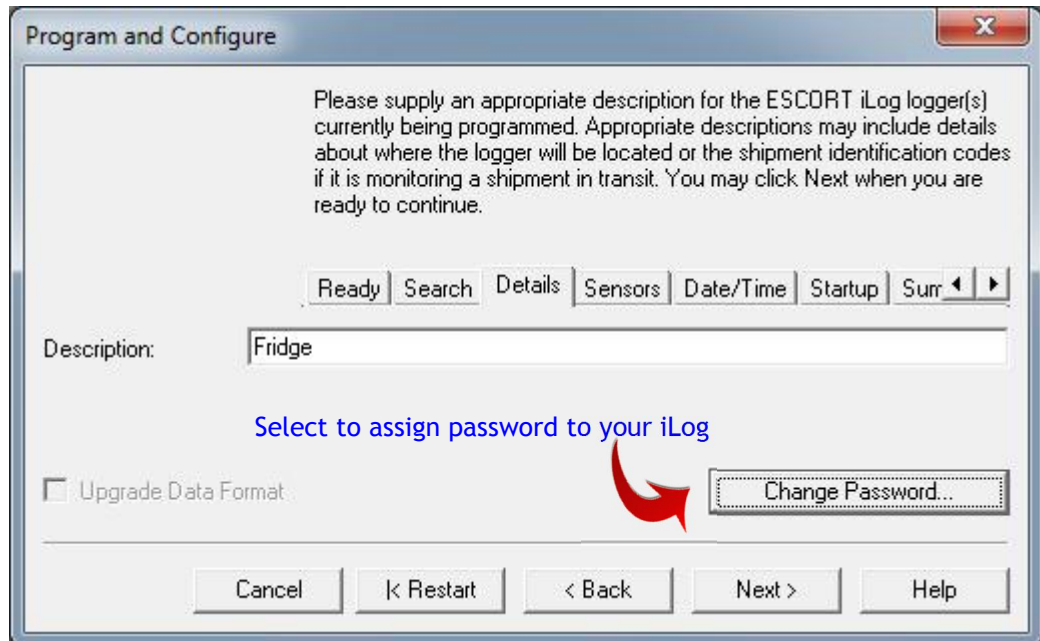 Program and Configure
Please supply an appropriate description for the ESCORT iLog logger(s)
currently being programmed. Appropriate descriptions may include details
about where the logger will be located or the shipment identification codes
if it is monitoring a shipment in transit. You may click Next when you are
ready to continue.
Ready Search Details Sensors Date/Time Startup Sum
Description: Fridge
Select to assign password to your iLog
Upgrade Data Format Change Password...
Cancel |< Restart < Back Next > Help